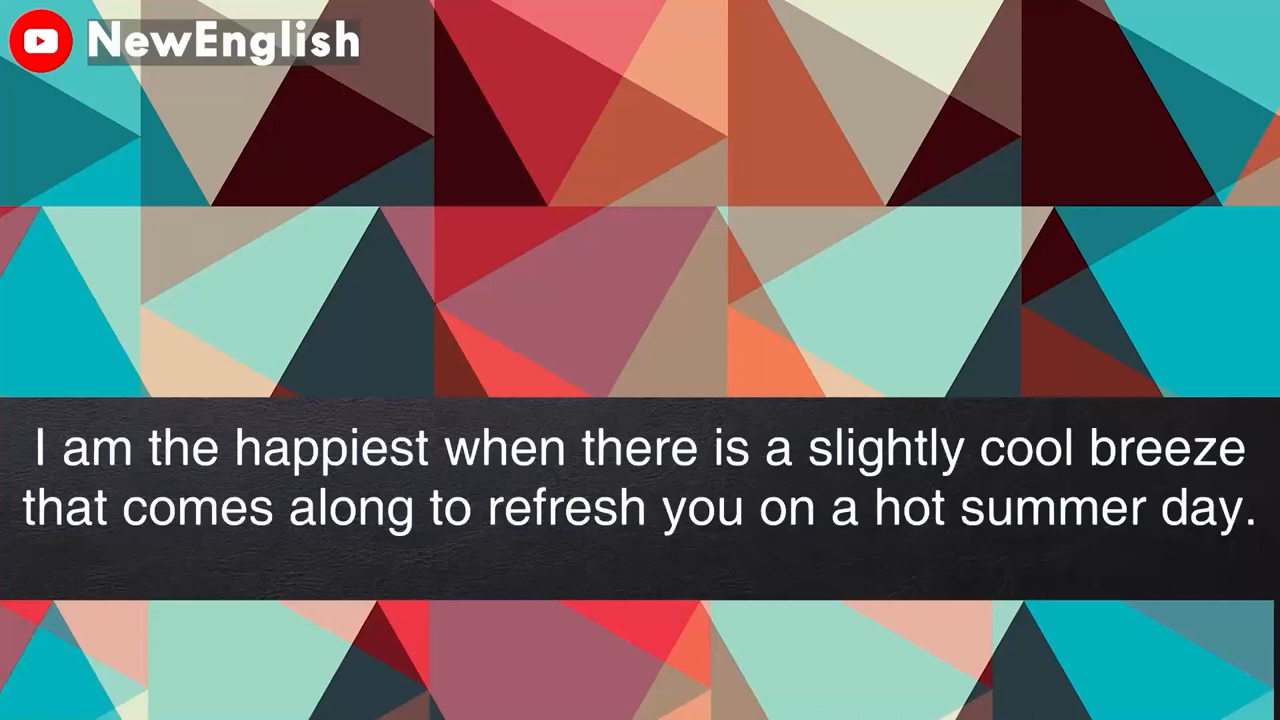 NewEnglish
I am the happiest when there is a slightly cool breeze
that comes along to refresh you on a hot summer day.